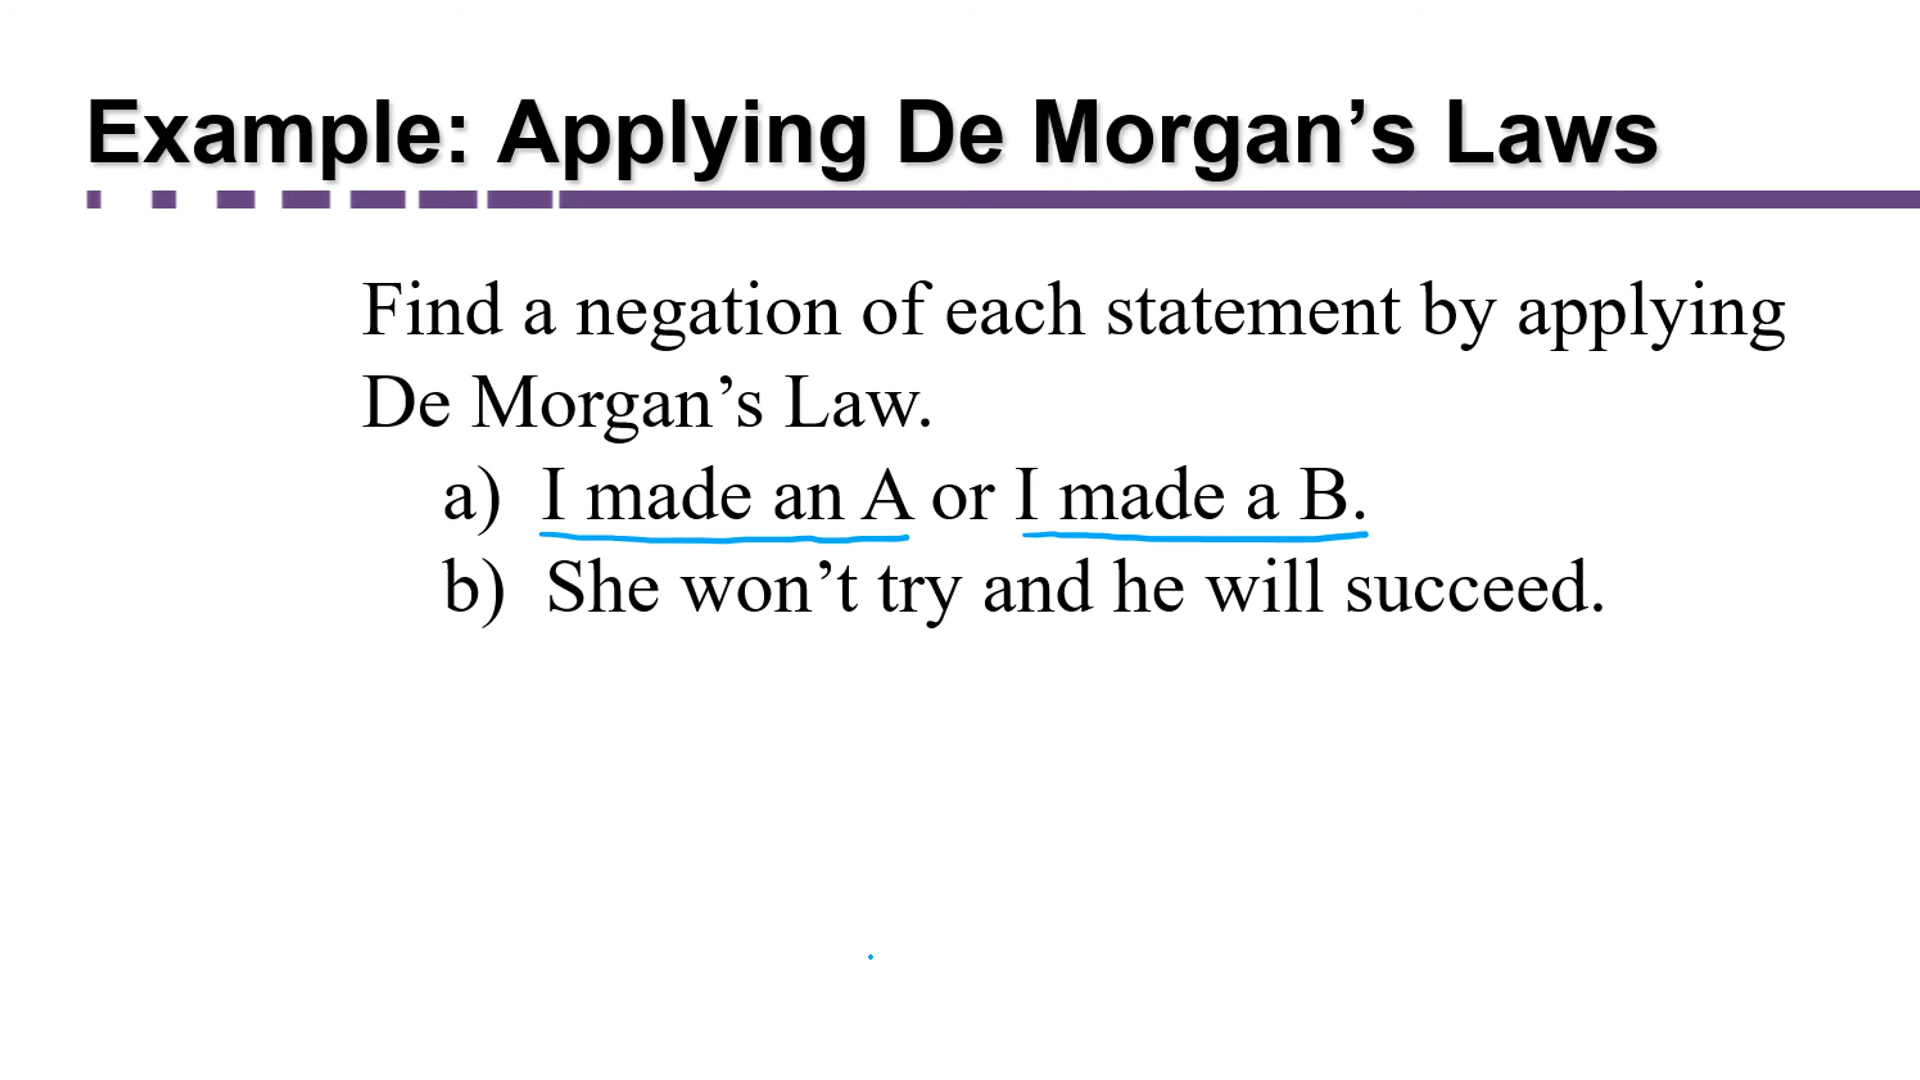 Example: Applying De Morgan’s Laws
Find a negation of each statement by applying
De Morgan’s Law.
a) I made an A or I made a B.
b) She won’t try and he will succeed.